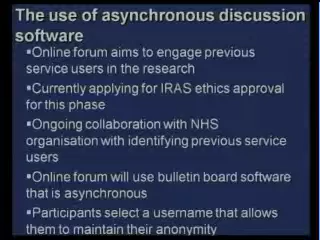 The use of asynchronous discussion
software
▪Online forum aims to engage previous
service users in the research
▪Currently applying for IRAS ethics approval
for this phase
▪Ongoing collaboration with NHS
organisation with identifying previous service
users
▪Online forum will use bulletin board software
that is asynchronous
▪Participants select a username that allows
them to maintain their anonymity